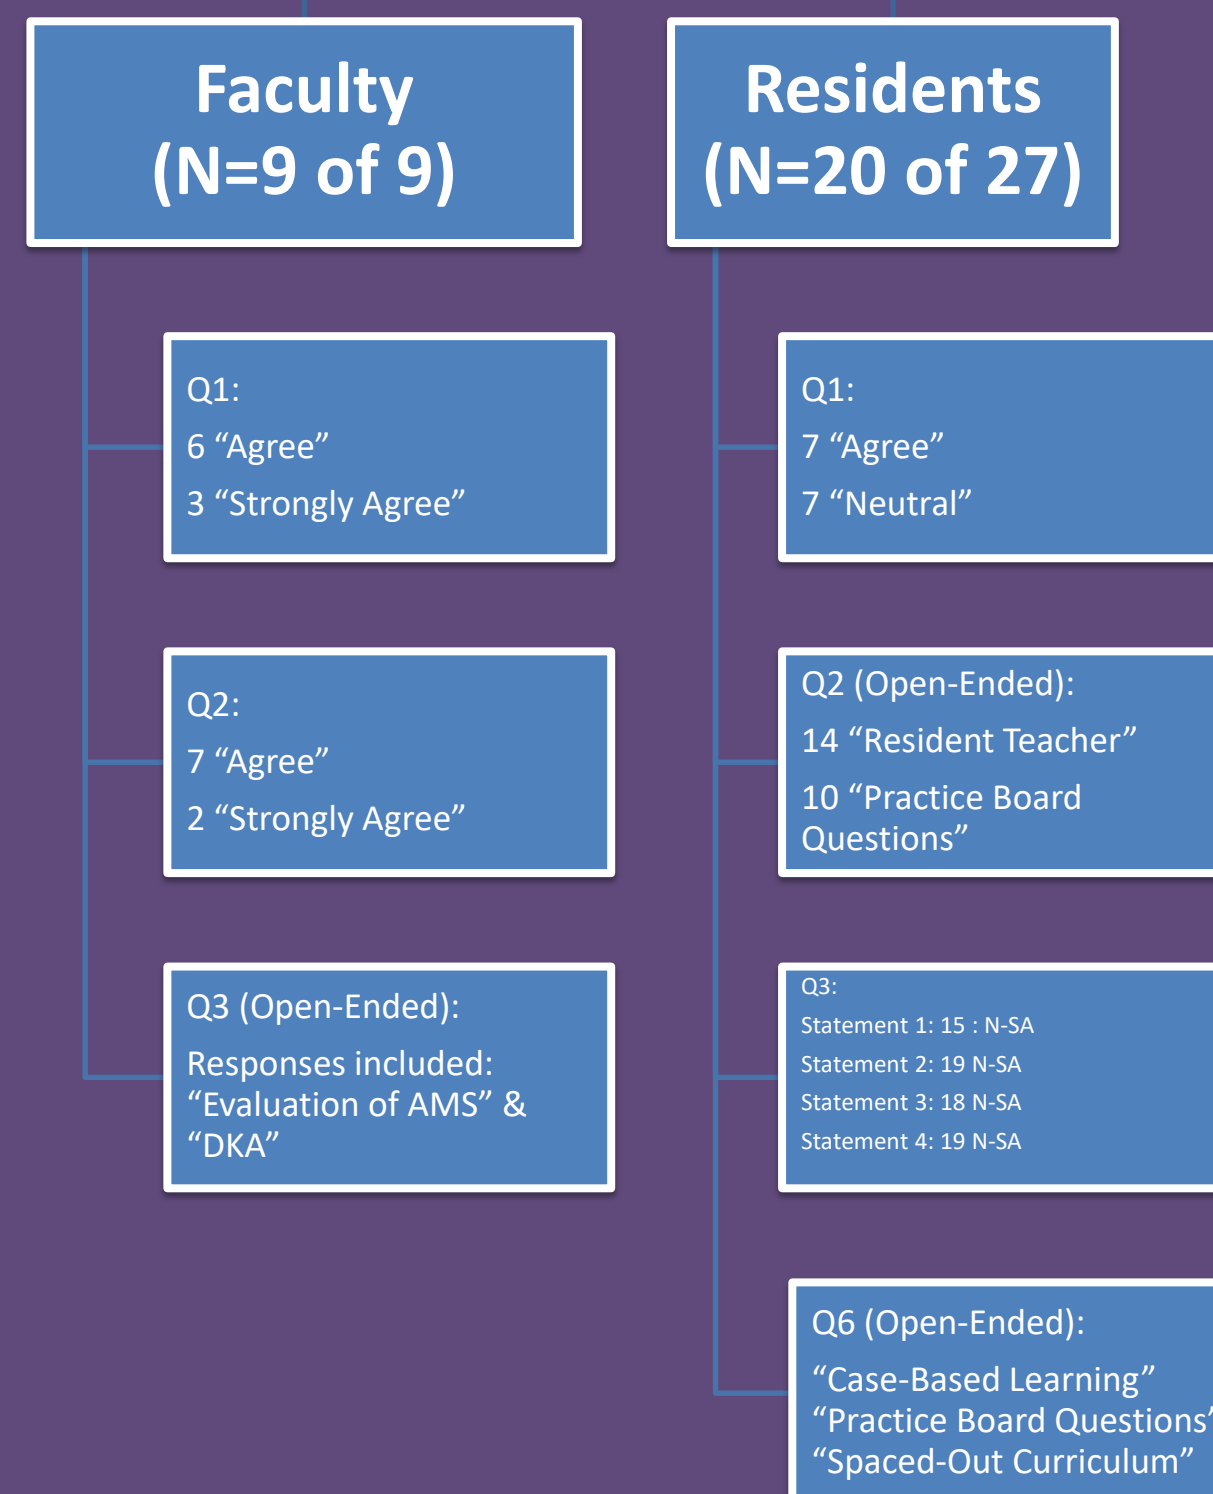 Faculty
(N=9 of 9)
Q1:
6 “Agree”
3 “Strongly Agree”
Q2:
7 “Agree”
2 “Strongly Agree”
Q3 (Open-Ended):
Responses included:
“Evaluation of AMS” &
“DKA”
Residents
(N=20 of 27)
Q1:
7 “Agree”
7 “Neutral”
Q2 (Open-Ended):
14 “Resident Teacher”
10 “Practice Board
Questions”
Q3:
Statement 1: 15 : N-SA
Statement 2: 19 N-SA
Statement 3: 18 N-SA
Statement 4: 19 N-SA
Q6 (Open-Ended):
“Case-Based Learning”
“Practice Board Questions”
“Spaced-Out Curriculum”